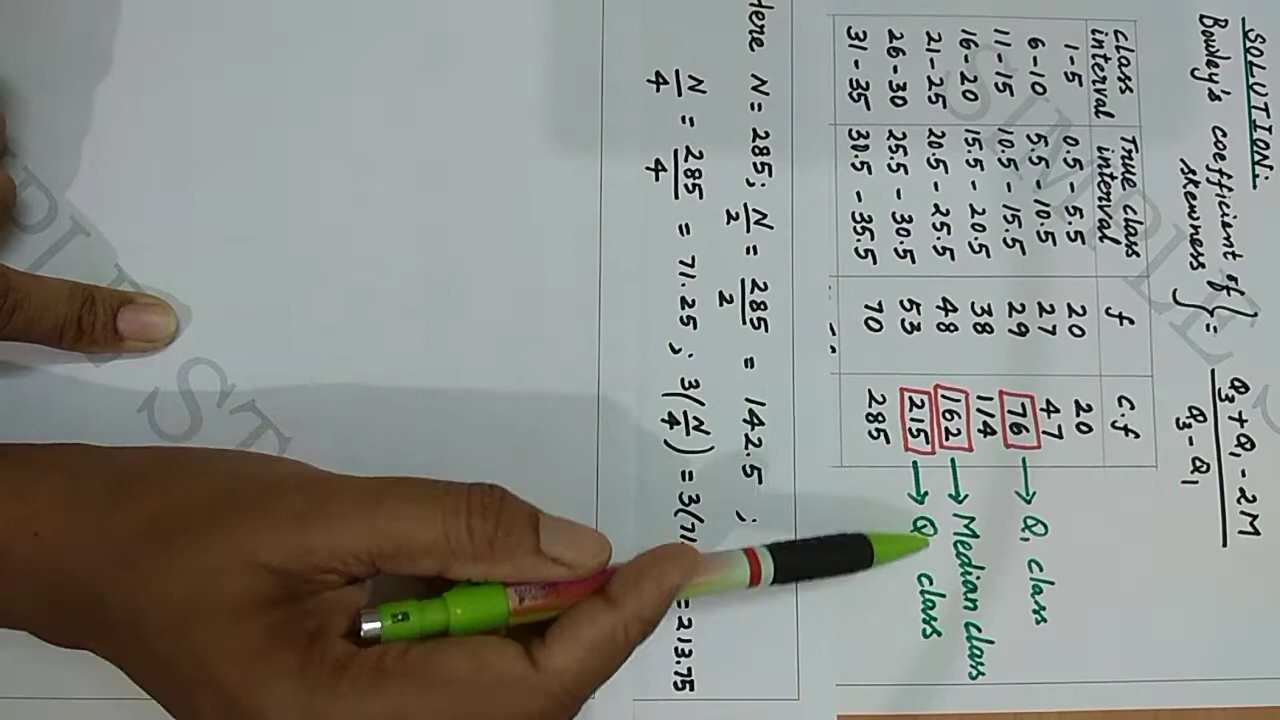 SOLUTION:
Bowley's coefficient of skewness } = Q3 + Q1 - 2M / Q3 - Q1
class interval True class interval f c.f
1-5 0.5 - 5.5 20 20
6-10 5.5 - 10.5 27 47
11-15 10.5 - 15.5 29 76 → Q1 class
16-20 15.5 - 20.5 38 114
21-25 20.5 - 25.5 48 162 → Median class
26-30 25.5 - 30.5 53 215 → Q class
31-35 30.5 - 35.5 70 285
Here N = 285; N/2 = 285/2 = 142.5 ;
N/4 = 285/4 = 71.25 ; 3(N/4) = 3(71 = 213.75
SIMPLE S
PLE ST